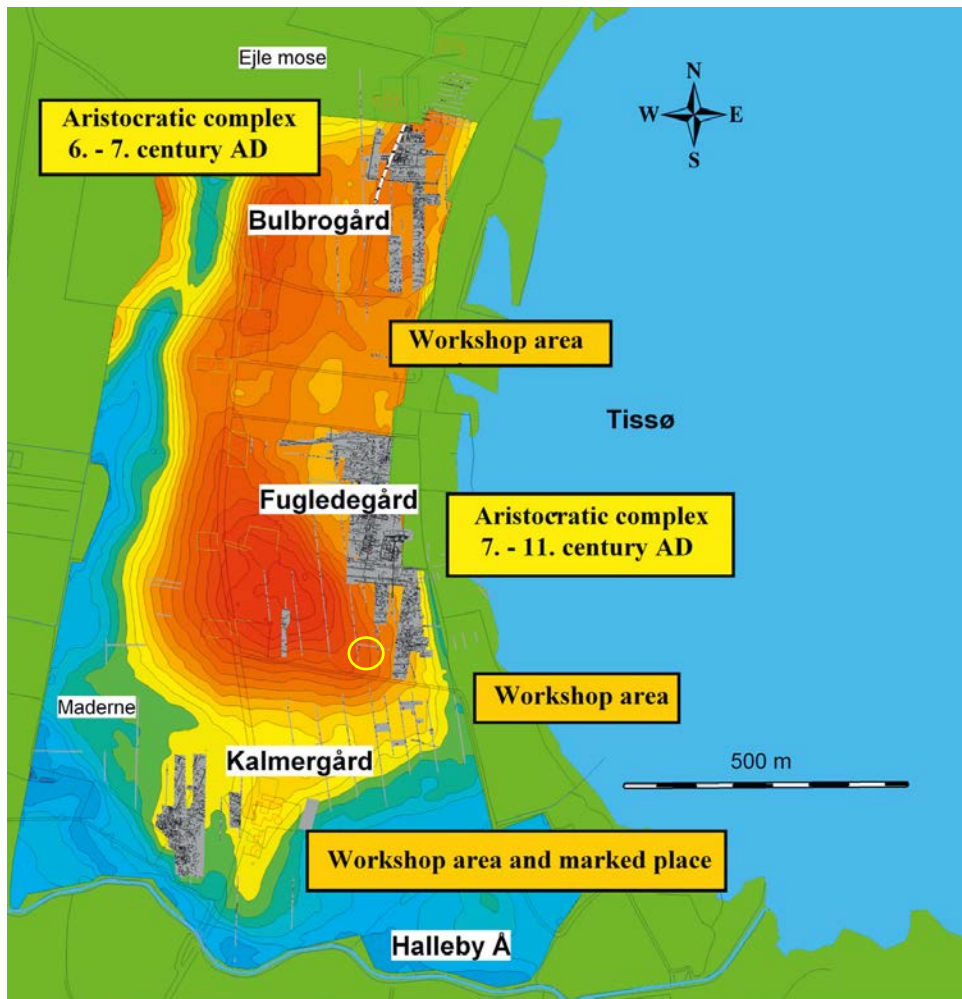 Ejle mose
N
W E
S
Aristocratic complex
6. - 7. century AD
Bulbrogård
Workshop area
Tissø
Fugledegård
Aristocratic complex
7. - 11. century AD
Workshop area
Maderne
Kalmergård
500 m
Workshop area and marked place
Halleby Å